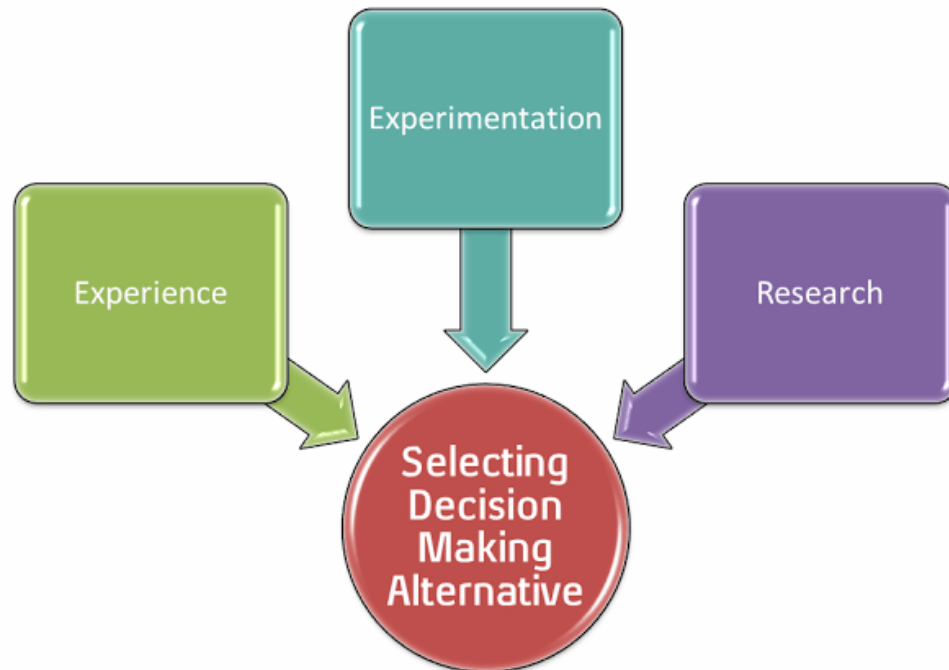 Experimentation
Experience
Research
Selecting
Decision
Making
Alternative